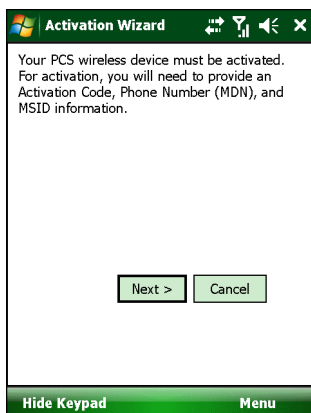 Activation Wizard
Your PCS wireless device must be activated.
For activation, you will need to provide an
Activation Code, Phone Number (MDN), and
MSID information.
Next > Cancel
Hide Keypad Menu